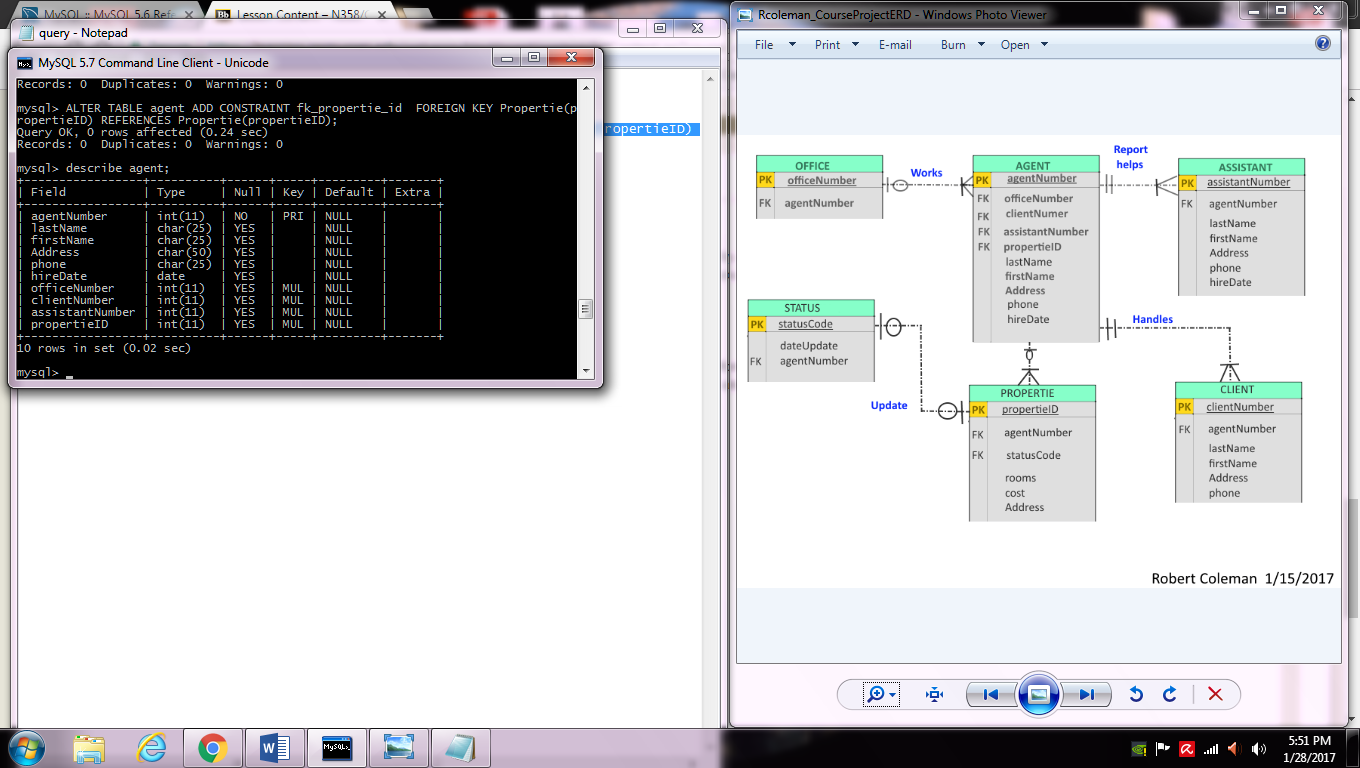 MySQL :: MySQL 5.6 Refe
Bb Lesson Content – N358/(
query - Notepad
ropertieID)
MySQL 5.7 Command Line Client - Unicode
Records: 0  Duplicates: 0  Warnings: 0
mysql> ALTER TABLE agent ADD CONSTRAINT fk_propertie_id  FOREIGN KEY Propertie(p
ropertieID) REFERENCES Propertie(propertieID);
Query OK, 0 rows affected (0.24 sec)
Records: 0  Duplicates: 0  Warnings: 0
mysql> describe agent;
+-----------------+----------+------+-----+---------+-------+
| Field           | Type     | Null | Key | Default | Extra |
+-----------------+----------+------+-----+---------+-------+
| agentNumber     | int(11)  | NO   | PRI | NULL    |       |
| lastName        | char(25) | YES  |     | NULL    |       |
| firstName       | char(25) | YES  |     | NULL    |       |
| Address         | char(50) | YES  |     | NULL    |       |
| phone           | char(25) | YES  |     | NULL    |       |
| hireDate        | date     | YES  |     | NULL    |       |
| officeNumber    | int(11)  | YES  | MUL | NULL    |       |
| clientNumber    | int(11)  | YES  | MUL | NULL    |       |
| assistantNumber | int(11)  | YES  | MUL | NULL    |       |
| propertieID     | int(11)  | YES  | MUL | NULL    |       |
+-----------------+----------+------+-----+---------+-------+
10 rows in set (0.02 sec)
mysql> _
Rcoleman_CourseProjectERD - Windows Photo Viewer
File Print E-mail Burn Open
OFFICE
PK officeNumber
FK agentNumber
Works
AGENT
PK agentNumber
FK officeNumber
FK clientNumer
FK assistantNumber
FK propertieID
lastName
firstName
Address
phone
hireDate
Report
helps
ASSISTANT
PK assistantNumber
FK agentNumber
lastName
firstName
Address
phone
hireDate
STATUS
PK statusCode
dateUpdate
FK agentNumber
Update
Handles
PROPERTIE
PK propertieID
FK agentNumber
FK statusCode
rooms
cost
Address
CLIENT
PK clientNumber
FK agentNumber
lastName
firstName
Address
phone
Robert Coleman 1/15/2017
5:51 PM
1/28/2017